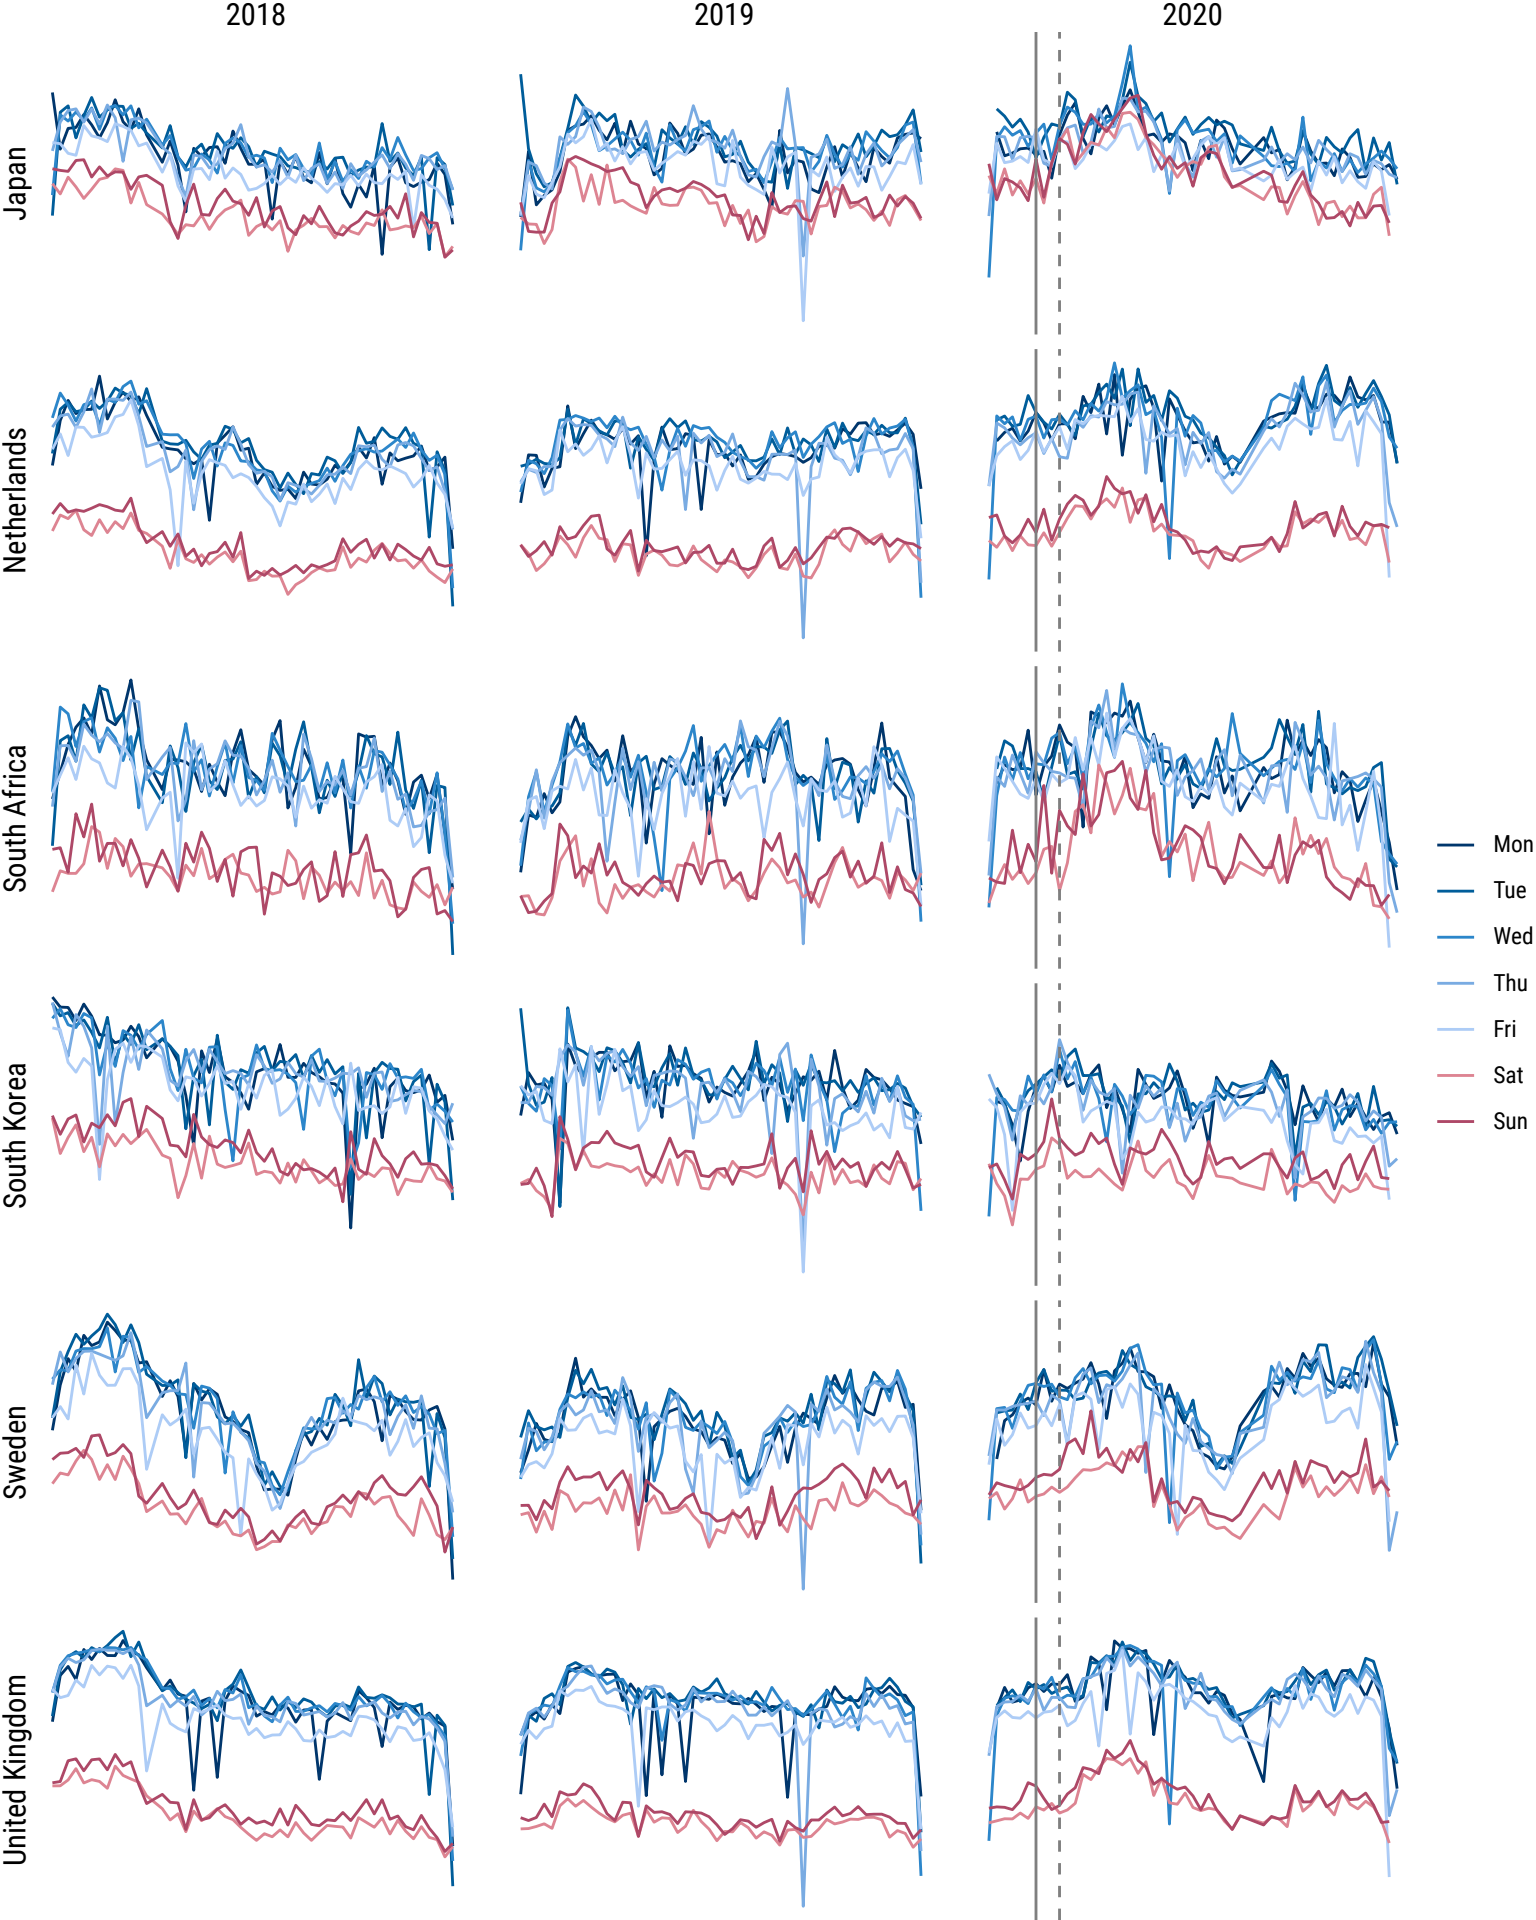 2018
2019
2020
Japan
Netherlands
South Africa
South Korea
Sweden
United Kingdom
Mon
Tue
Wed
Thu
Fri
Sat
Sun